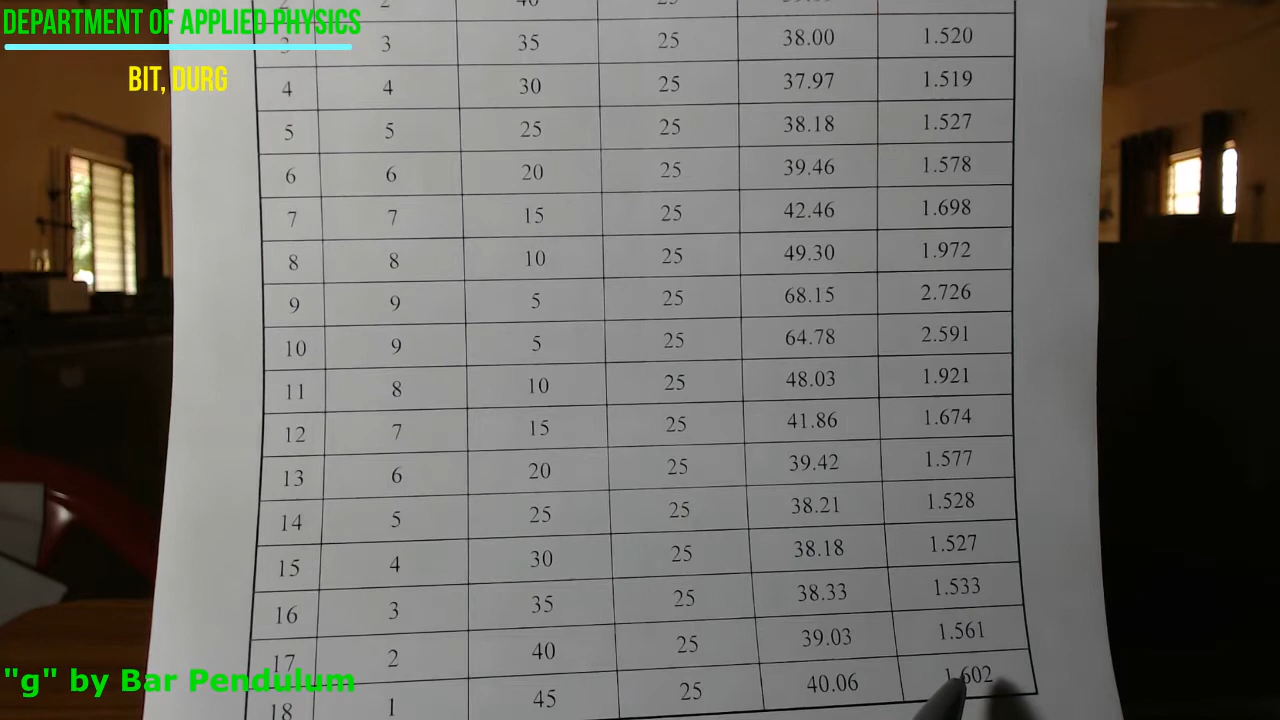 DEPARTMENT OF APPLIED PHYSICS
BIT, DURG
2 2 40 25
3 3 35 25 38.00 1.520
4 4 30 25 37.97 1.519
5 5 25 25 38.18 1.527
6 6 20 25 39.46 1.578
7 7 15 25 42.46 1.698
8 8 10 25 49.30 1.972
9 9 5 25 68.15 2.726
10 9 5 25 64.78 2.591
11 8 10 25 48.03 1.921
12 7 15 25 41.86 1.674
13 6 20 25 39.42 1.577
14 5 25 25 38.21 1.528
15 4 30 25 38.18 1.527
16 3 35 25 38.33 1.533
17 2 40 25 39.03 1.561
18 1 45 25 40.06 1.602
"g" by Bar Pendulum